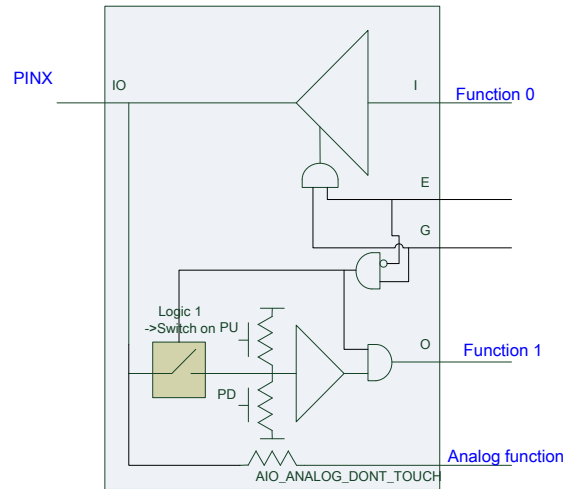 PINX
IO
I
Function 0
E
G
Logic 1
->Switch on
PU
O
Function 1
PD
Analog function
AIO_ANALOG_DONT_TOUCH